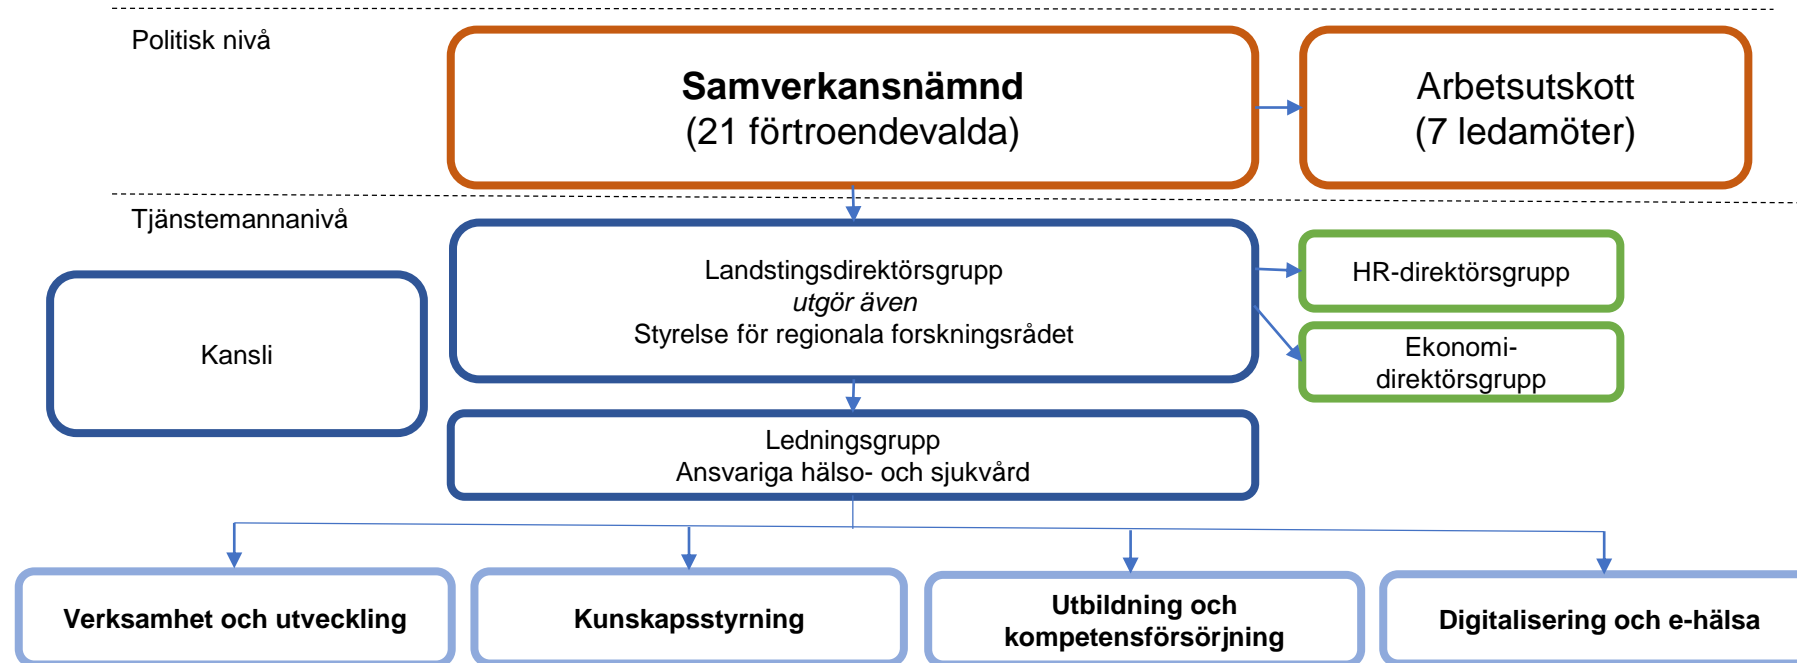 Politisk nivå
Samverkansnämnd
(21 förtroendevalda)
Arbetsutskott
(7 ledamöter)
Tjänstemannanivå
Kansli
Landstingsdirektörsgrupp
utgör även
Styrelse för regionala forskningsrådet
HR-direktörsgrupp
Ekonomi-
direktörsgrupp
Ledningsgrupp
Ansvariga hälso- och sjukvård
Verksamhet och utveckling
Kunskapsstyrning
Utbildning och
kompetensförsörjning
Digitalisering och e-hälsa